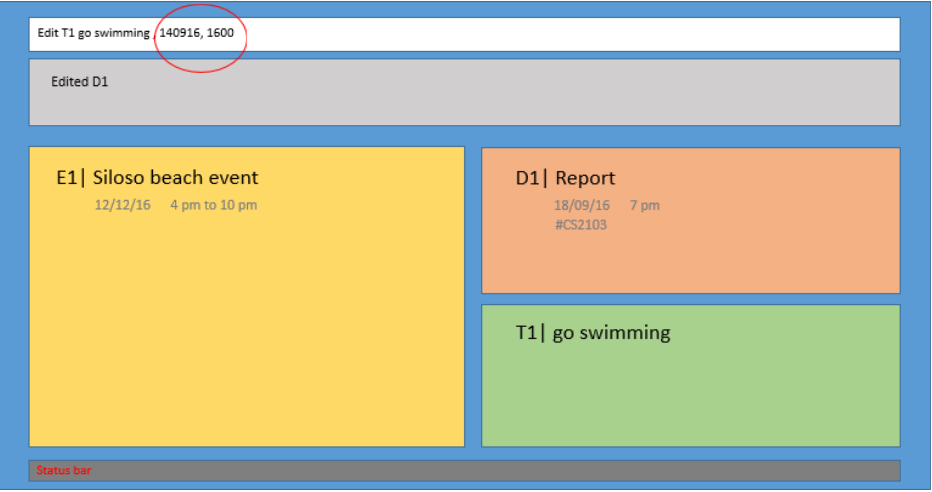 Edit T1 go swimming , 140916, 1600
Edited D1
E1| Siloso beach event
12/12/16 4 pm to 10 pm
D1| Report
18/09/16 7 pm
#CS2103
T1| go swimming
Status bar